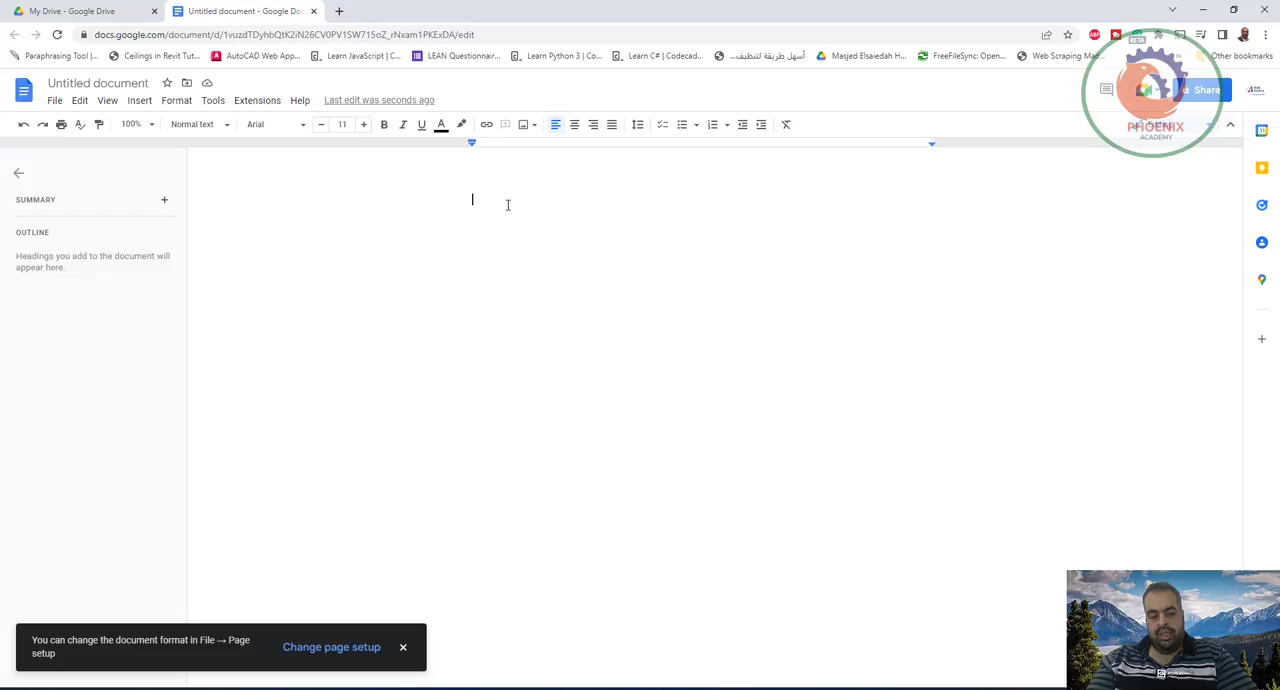 My Drive - Google Drive
Untitled document - Google Doc
docs.google.com/document/d/1vuzdTDyhbQtK2iN26CV0PV1SW715oZ_rNxam1PKExDA/edit
Paraphrasing Tool |...
Ceilings in Revit Tut...
AutoCAD Web App...
Learn JavaScript | C...
LEAN Questionnair...
Learn Python 3 | Co...
Learn C# | Codecad...
أسهل طريقة لتنظيف...
Masjed Elsaiedah H...
FreeFileSync: Open...
Web Scraping Mad
Other bookmarks
ABP
BETA
Untitled document
File Edit View Insert Format Tools Extensions Help
Last edit was seconds ago
Share
100%
Normal text
Arial
11
B I U A
PHOENIX
ACADEMY
SUMMARY
OUTLINE
Headings you add to the document will
appear here.
You can change the document format in File → Page
setup
Change page setup